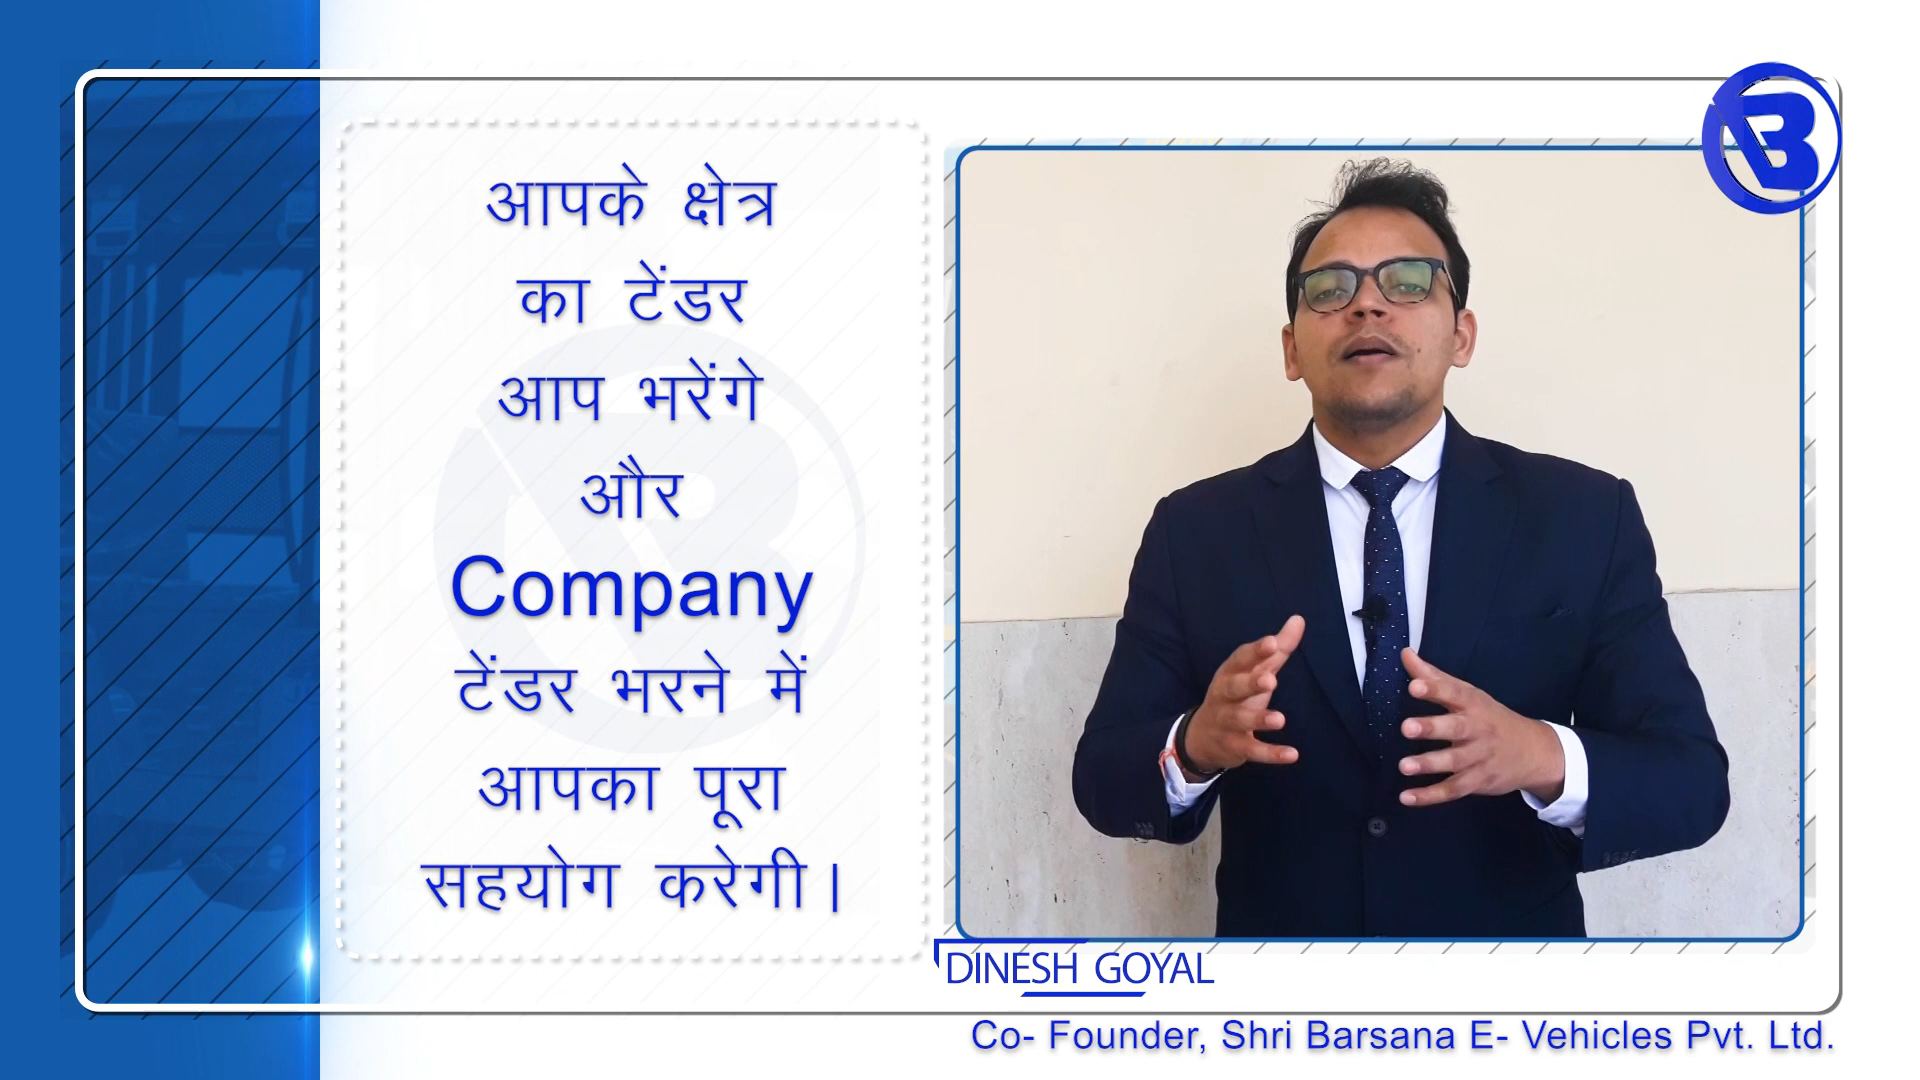 आपके क्षेत्र
का टेंडर
आप भरेंगे
और
Company
टेंडर भरने में
आपका पूरा
सहयोग करेगी।
DINESH GOYAL
Co- Founder, Shri Barsana E- Vehicles Pvt. Ltd.